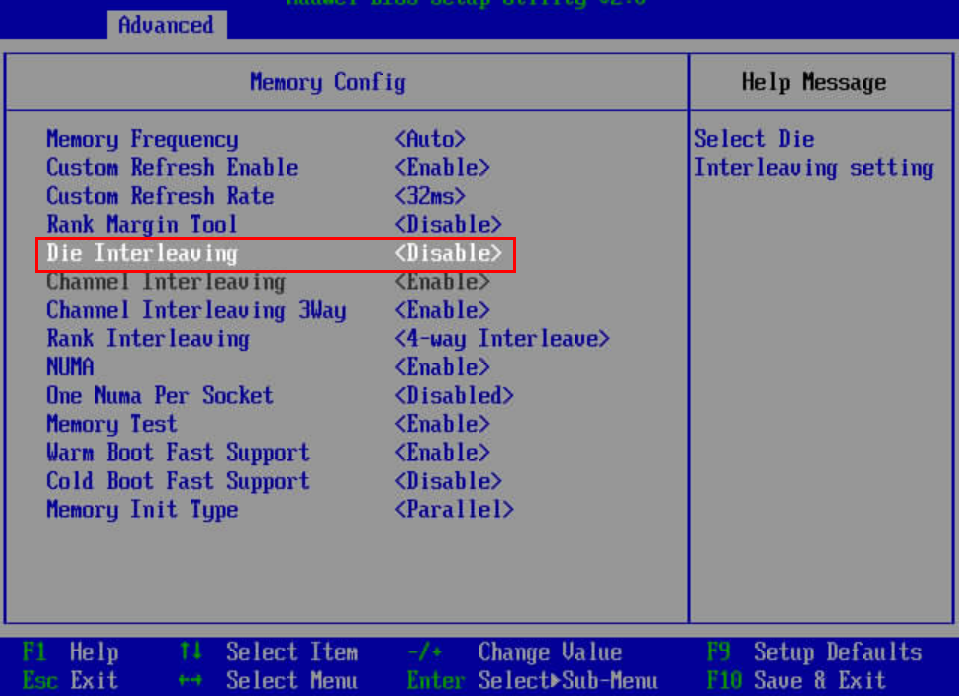 Advanced
Memory Config
Help Message
Memory Frequency <Auto>
Custom Refresh Enable <Enable>
Custom Refresh Rate <32ms>
Rank Margin Tool <Disable>
Die Interleaving <Disable>
Channel Interleaving <Enable>
Channel Interleaving 3Way <Enable>
Rank Interleaving <4-way Interleave>
NUMA <Enable>
One Numa Per Socket <Disabled>
Memory Test <Enable>
Warm Boot Fast Support <Enable>
Cold Boot Fast Support <Disable>
Memory Init Type <Parallel>
Select Die
Interleaving setting
F1 Help ↑↓ Select Item -/+ Change Value F9 Setup Defaults
Esc Exit ←→ Select Menu Enter Select▶Sub-Menu F10 Save & Exit